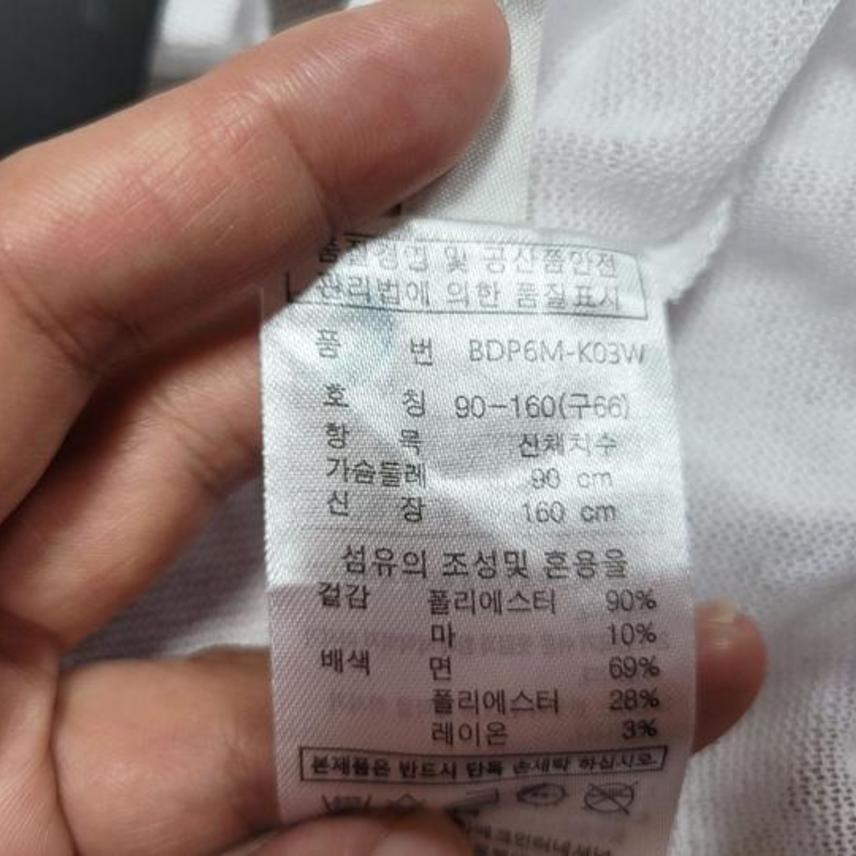 품질경영 및 공산품안전
관리법에 의한 품질표시
품 번 BDP6M-K03W
호 칭 90-160(구66)
항 목 신체치수
가슴둘레 90 cm
신 장 160 cm
섬유의 조성및 혼용율
겉감 폴리에스터 90%
마 10%
배색 면 69%
폴리에스터 28%
레이온 3%
본제품은 반드시 단독 손세탁 하십시오.